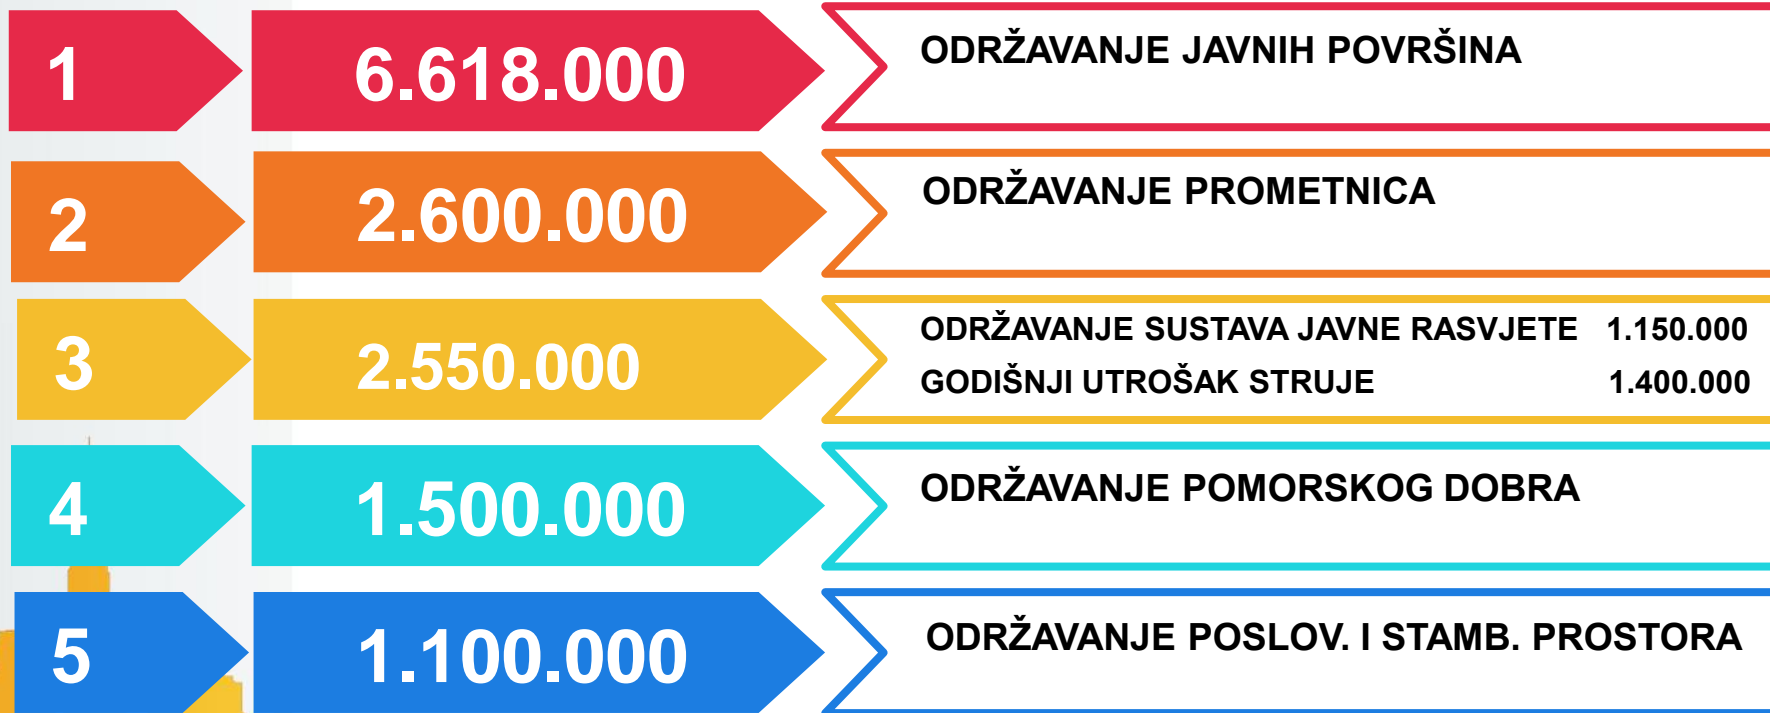 1 6.618.000 ODRŽAVANJE JAVNIH POVRŠINA
2 2.600.000 ODRŽAVANJE PROMETNICA
3 2.550.000 ODRŽAVANJE SUSTAVA JAVNE RASVJETE 1.150.000
GODIŠNJI UTROŠAK STRUJE 1.400.000
4 1.500.000 ODRŽAVANJE POMORSKOG DOBRA
5 1.100.000 ODRŽAVANJE POSLOV. I STAMB. PROSTORA